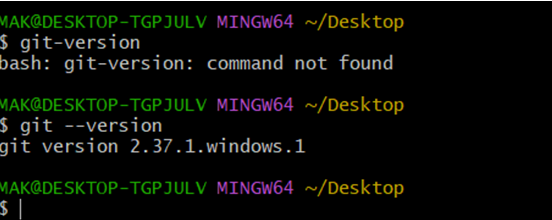 MAK@DESKTOP-TGPJULV MINGW64 ~/Desktop
$ git-version
bash: git-version: command not found
MAK@DESKTOP-TGPJULV MINGW64 ~/Desktop
$ git --version
git version 2.37.1.windows.1
MAK@DESKTOP-TGPJULV MINGW64 ~/Desktop
$